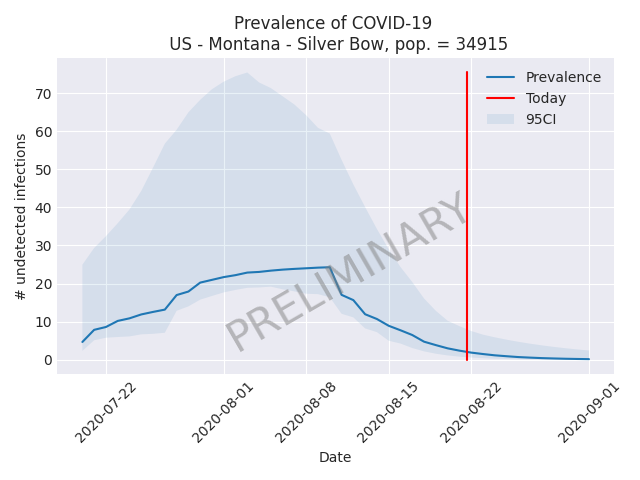 Prevalence of COVID-19
US - Montana - Silver Bow, pop. = 34915
Prevalence
Today
95CI
# undetected infections
70
60
50
40
30
20
10
0
PRELIMINARY
2020-07-22
2020-08-01
2020-08-08
2020-08-15
2020-08-22
2020-09-01
Date